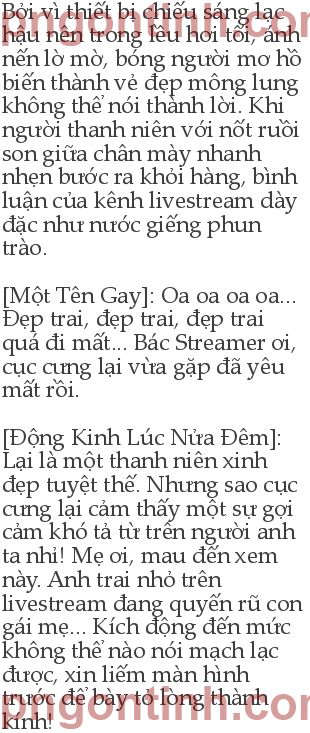 Bởi vì thiết bị chiếu sáng lạc
hậu nên trong lều hơi tối, ánh
nến lờ mờ, bóng người mơ hồ
biến thành vẻ đẹp mông lung
không thể nói thành lời. Khi
người thanh niên với nốt ruồi
son giữa chân mày nhanh
nhẹn bước ra khỏi hàng, bình
luận của kênh livestream dày
đặc như nước giếng phun
trào.
[Một Tên Gay]: Oa oa oa oa...
Đẹp trai, đẹp trai, đẹp trai
quá đi mất... Bác Streamer ơi,
cục cưng lại vừa gặp đã yêu
mất rồi.
[Động Kinh Lúc Nửa Đêm]:
Lại là một thanh niên xinh
đẹp tuyệt thế. Nhưng sao cục
cưng lại cảm thấy một sự gợi
cảm khó tả từ trên người anh
ta nhỉ! Mẹ ơi, mau đến xem
này. Anh trai nhỏ trên
livestream đang quyến rũ con
gái mẹ... Kích động đến mức
không thể nào nói mạch lạc
được, xin liếm màn hình
trước để bày tỏ lòng thành
kính!
pngontinh.com
pngontinh.com